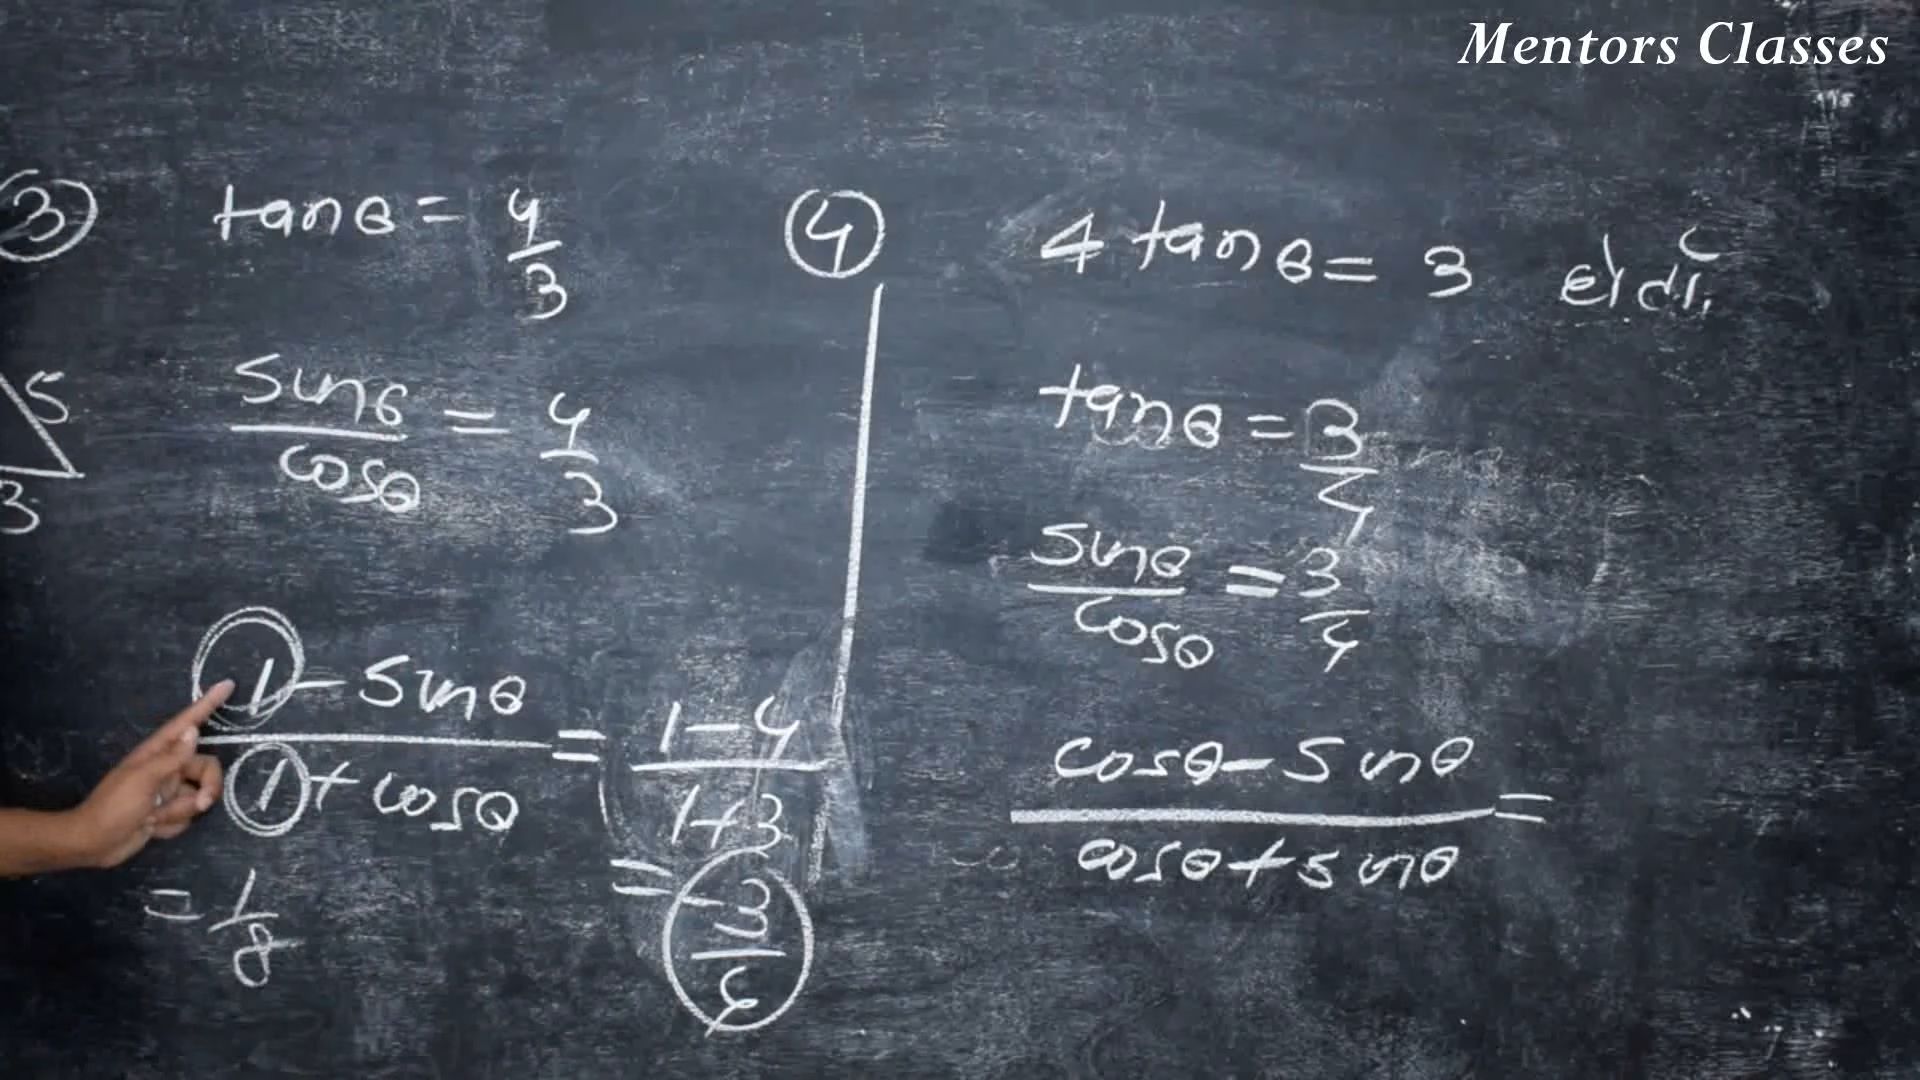 Mentors Classes
3 tanθ = 4/3
5
3
sinθ/cosθ = 4/3
1 - sinθ / 1 + cosθ = 1 - 4 / 1 + 3
= -3/4
= 1/8
4 4 tanθ = 3 હોતાં
tanθ = 3/4
sinθ/cosθ = 3/4
cosθ - sinθ / cosθ + sinθ =